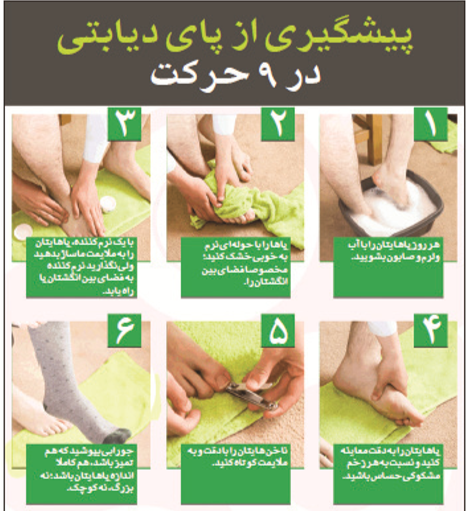 پیشگیری از پای دیابتی
در ۹ حرکت
۱
هر روز پاهایتان را با آب
ولرم و صابون بشویید.
۲
پاها را با حوله‌ای نرم
به خوبی خشک کنید؛
مخصوصا فضای بین
انگشتان را.
۳
با یک نرم‌کننده، پاهایتان
را به ملایمت ماساژ بدهید
ولی نگذارید نرم‌کننده
به فضای بین انگشتان پا
راه یابد.
۴
پاهایتان را به دقت معاینه
کنید و نسبت به هر زخم
مشکوکی حساس باشید.
۵
ناخن‌هایتان را با دقت و به
ملایمت کوتاه کنید.
۶
جورابی بپوشید که هم
تمیز باشد، هم کاملا
اندازه پاهایتان باشد؛ نه
بزرگ، نه کوچک.